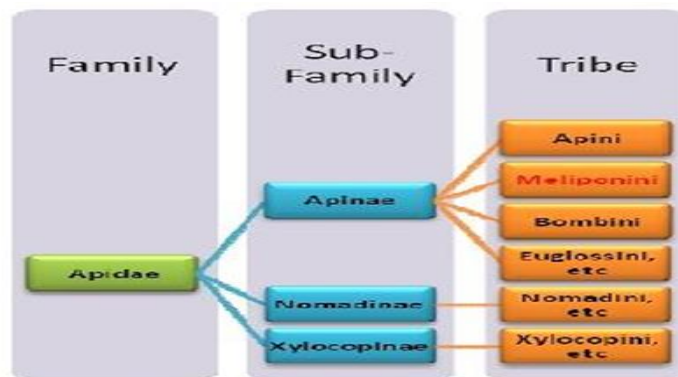 Family
Sub-
Family
Tribe
Apidae
Apinae
Nomadinae
Xylocopinae
Apini
Meliponini
Bombini
Euglossini,
etc
Nomadini,
etc
Xylocopini,
etc